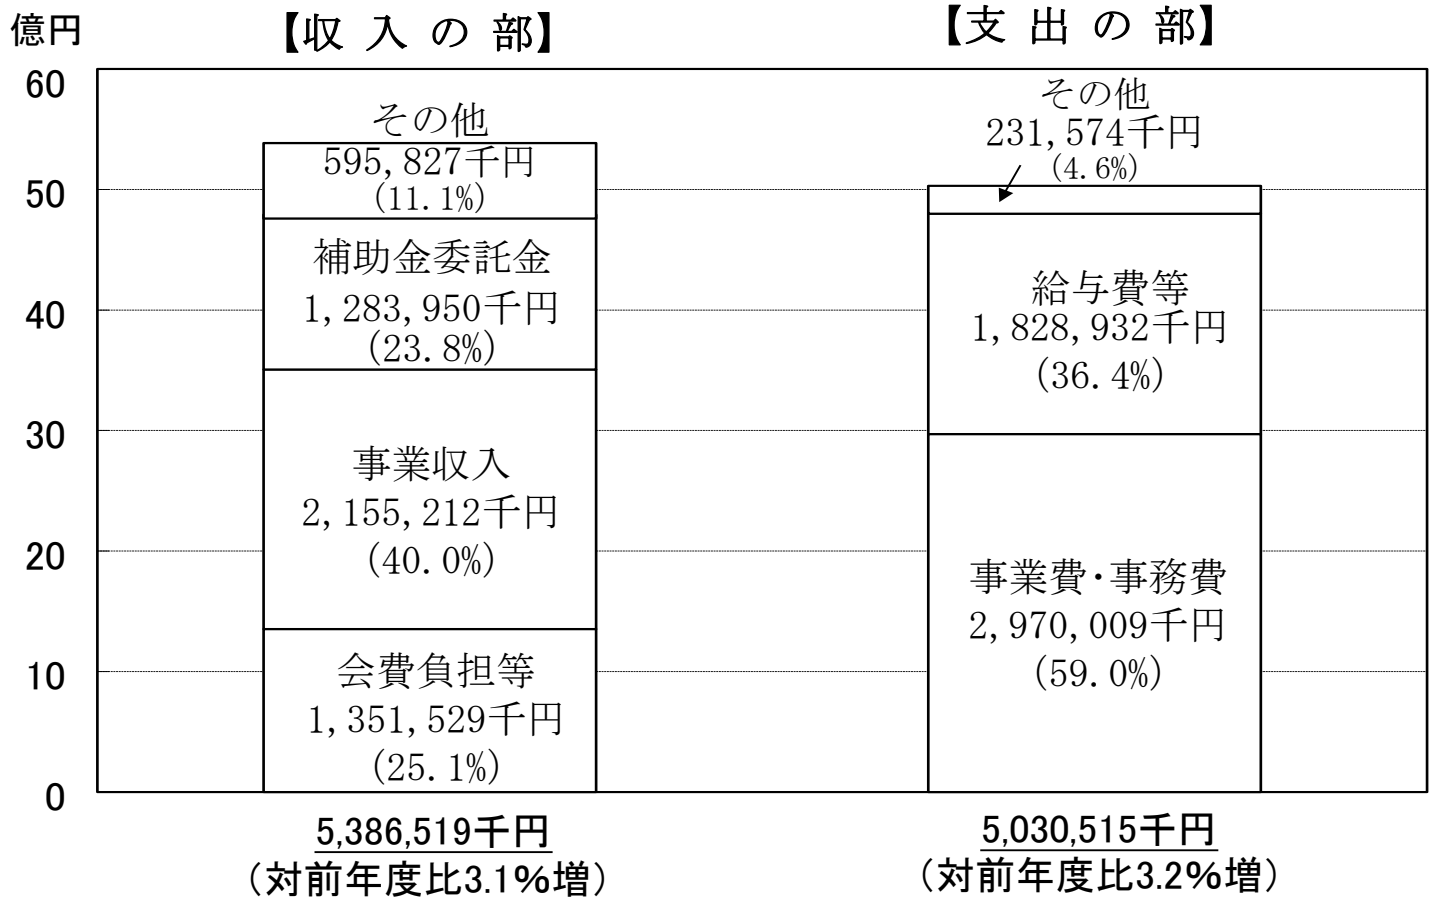 億円
【収 入 の 部】
【支 出 の 部】
60
50
40
30
20
10
0
その他
595,827千円
(11.1%)
補助金委託金
1,283,950千円
(23.8%)
事業収入
2,155,212千円
(40.0%)
会費負担等
1,351,529千円
(25.1%)
5,386,519千円
（対前年度比3.1%増）
その他
231,574千円
(4.6%)
給与費等
1,828,932千円
(36.4%)
事業費・事務費
2,970,009千円
(59.0%)
5,030,515千円
（対前年度比3.2%増）